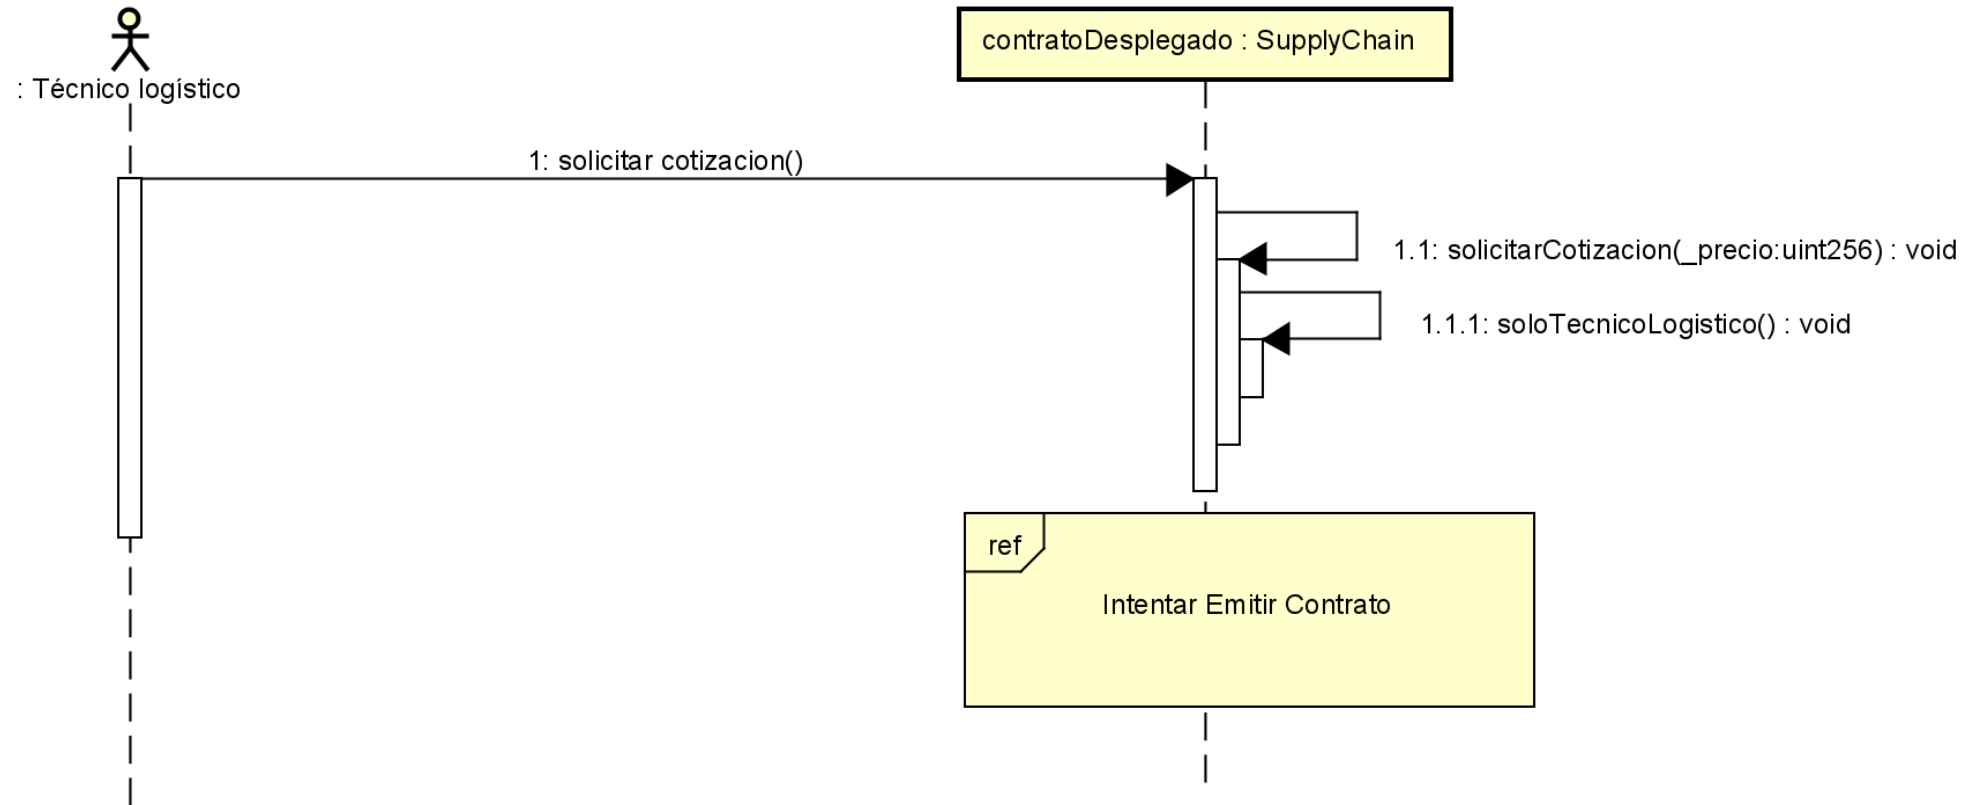 : Técnico logístico
contratoDesplegado : SupplyChain
1: solicitar cotizacion()
1.1: solicitarCotizacion(_precio:uint256) : void
1.1.1: soloTecnicoLogistico() : void
ref
Intentar Emitir Contrato